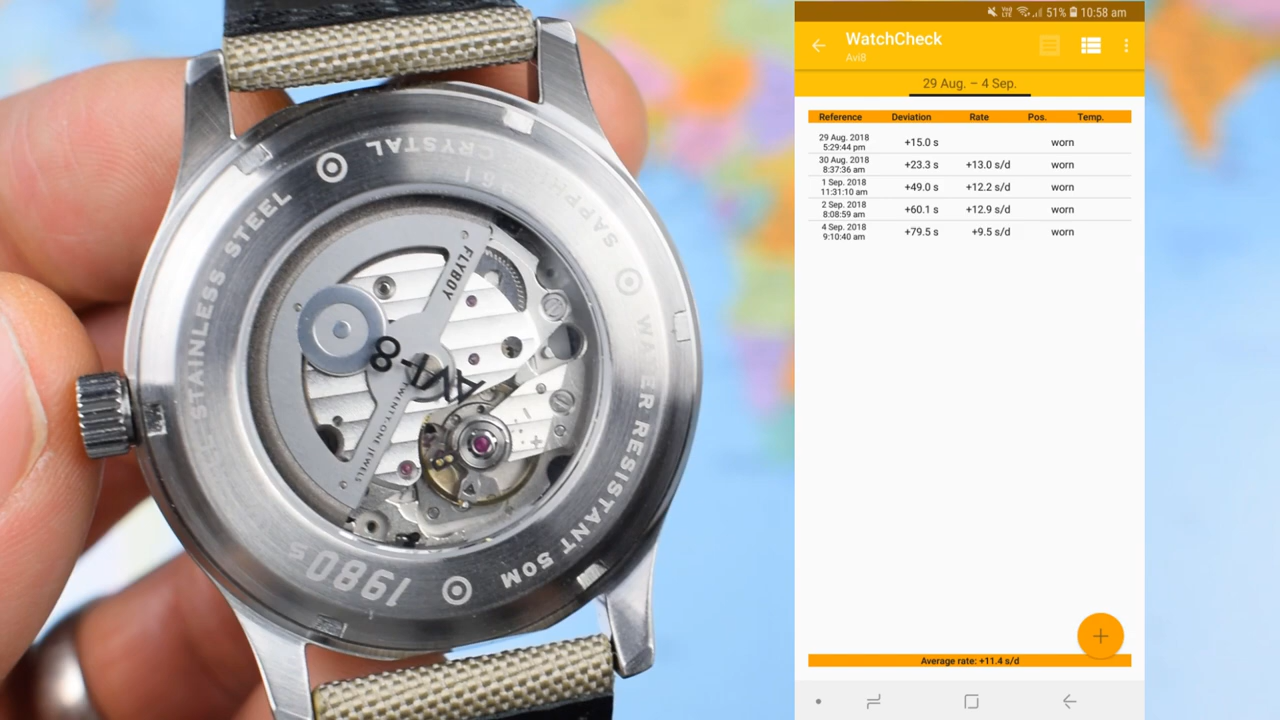 STAINLESS STEEL
CRYSTAL
WATER RESISTANT 50M
1980s
FLYBOY
AVI-8
TWENTY-ONE JEWELS
51% 10:58 am
WatchCheck
Avi8
29 Aug. – 4 Sep.
Reference Deviation Rate Pos. Temp.
29 Aug. 2018
5:29:44 pm +15.0 s worn
30 Aug. 2018
8:37:36 am +23.3 s +13.0 s/d worn
1 Sep. 2018
11:31:10 am +49.0 s +12.2 s/d worn
2 Sep. 2018
8:08:59 am +60.1 s +12.9 s/d worn
4 Sep. 2018
9:10:40 am +79.5 s +9.5 s/d worn
Average rate: +11.4 s/d